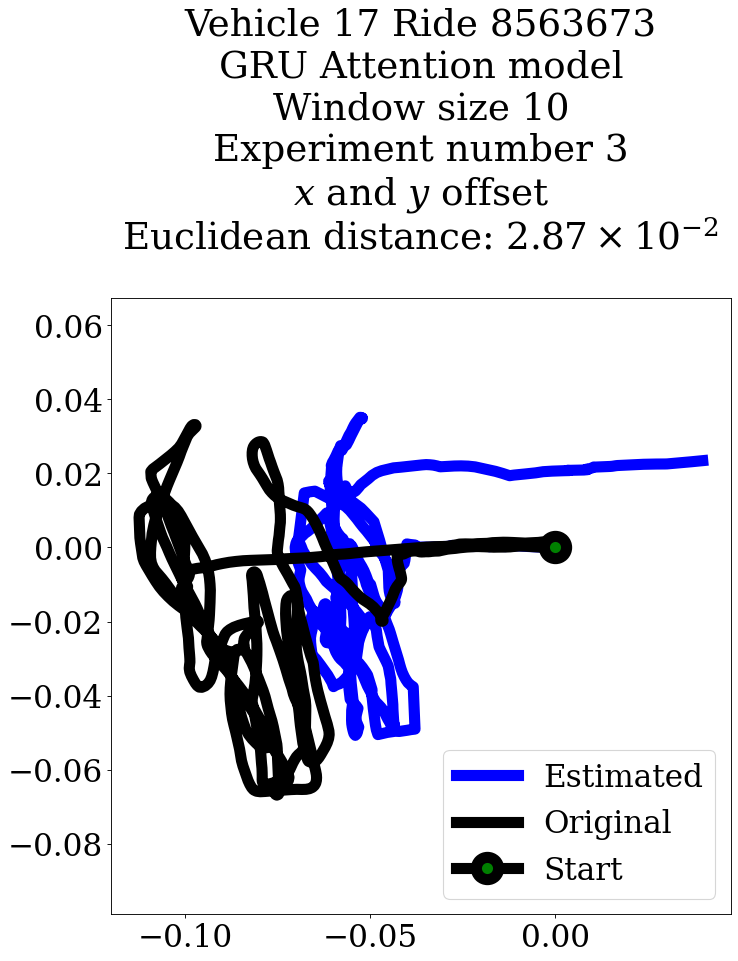 Vehicle 17 Ride 8563673
GRU Attention model
Window size 10
Experiment number 3
x and y offset
Euclidean distance: 2.87 × 10⁻²
0.06
0.04
0.02
0.00
−0.02
−0.04
−0.06
−0.08
Estimated
Original
Start
−0.10
−0.05
0.00